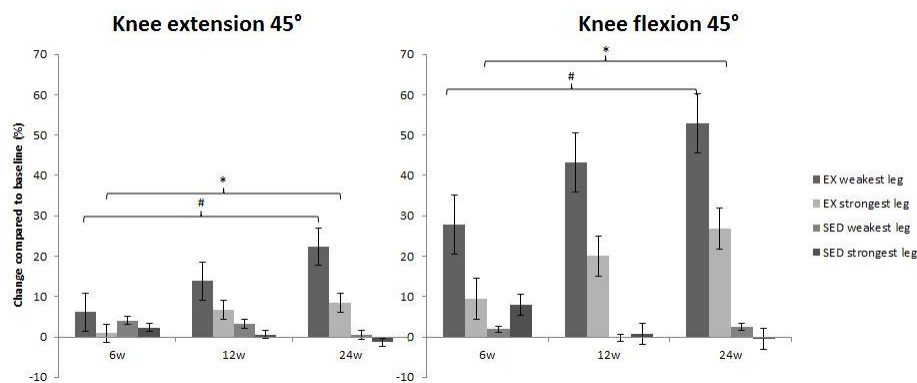 Knee extension 45°
Knee flexion 45°
Change compared to baseline (%)
70
60
50
40
30
20
10
0
-10
*
#
6w
12w
24w
70
60
50
40
30
20
10
0
-10
*
#
6w
12w
24w
EX weakest leg
EX strongest leg
SED weakest leg
SED strongest leg